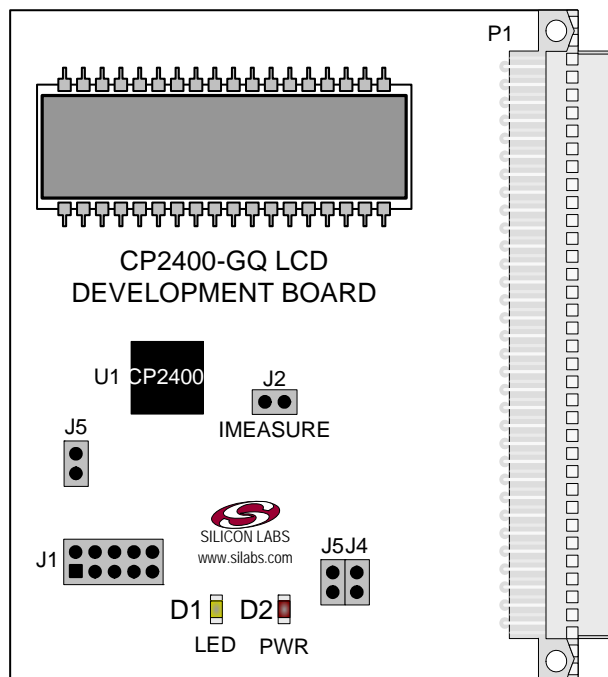 P1
CP2400-GQ LCD
DEVELOPMENT BOARD
U1
CP2400
J2
IMEASURE
J5
J1
SILICON LABS
www.silabs.com
J5 J4
D1
D2
LED
PWR